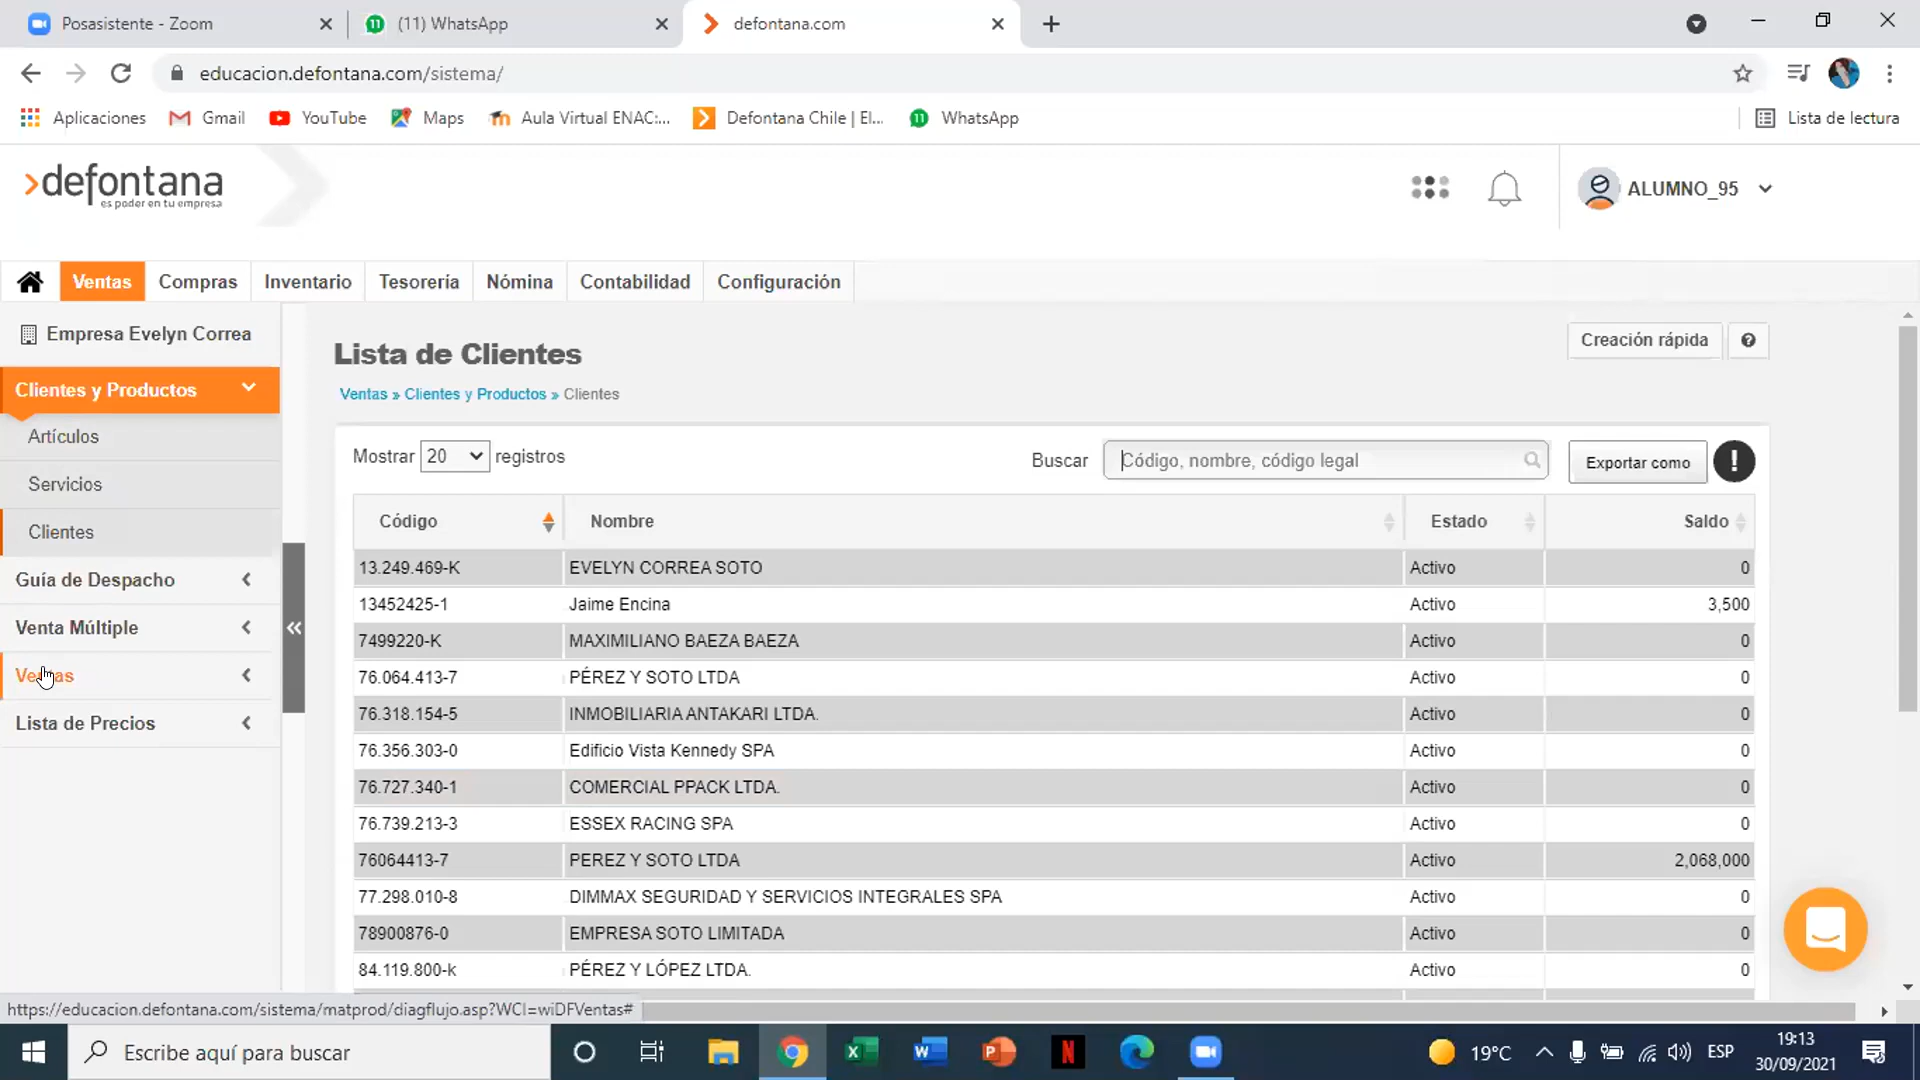 Posasistente - Zoom
11
(11) WhatsApp
defontana.com
educacion.defontana.com/sistema/
Aplicaciones
Gmail
YouTube
Maps
Aula Virtual ENAC:...
Defontana Chile | El...
11
WhatsApp
Lista de lectura
defontana
es poder en tu empresa
ALUMNO_95
Ventas
Compras
Inventario
Tesorería
Nómina
Contabilidad
Configuración
Empresa Evelyn Correa
Clientes y Productos
Artículos
Servicios
Clientes
Guía de Despacho
Venta Múltiple
Ventas
Lista de Precios
Lista de Clientes
Creación rápida
?
Ventas » Clientes y Productos » Clientes
Mostrar 20 registros
Buscar Código, nombre, código legal
Exportar como
!
Código Nombre Estado Saldo
13.249.469-K EVELYN CORREA SOTO Activo 0
13452425-1 Jaime Encina Activo 3,500
7499220-K MAXIMILIANO BAEZA BAEZA Activo 0
76.064.413-7 PÉREZ Y SOTO LTDA Activo 0
76.318.154-5 INMOBILIARIA ANTAKARI LTDA. Activo 0
76.356.303-0 Edificio Vista Kennedy SPA Activo 0
76.727.340-1 COMERCIAL PPACK LTDA. Activo 0
76.739.213-3 ESSEX RACING SPA Activo 0
76064413-7 PEREZ Y SOTO LTDA Activo 2,068,000
77.298.010-8 DIMMAX SEGURIDAD Y SERVICIOS INTEGRALES SPA Activo 0
78900876-0 EMPRESA SOTO LIMITADA Activo 0
84.119.800-k PÉREZ Y LÓPEZ LTDA. Activo 0
https://educacion.defontana.com/sistema/matprod/diagflujo.asp?WCI=wiDFVentas#
Escribe aquí para buscar
19°C
ESP
19:13
30/09/2021